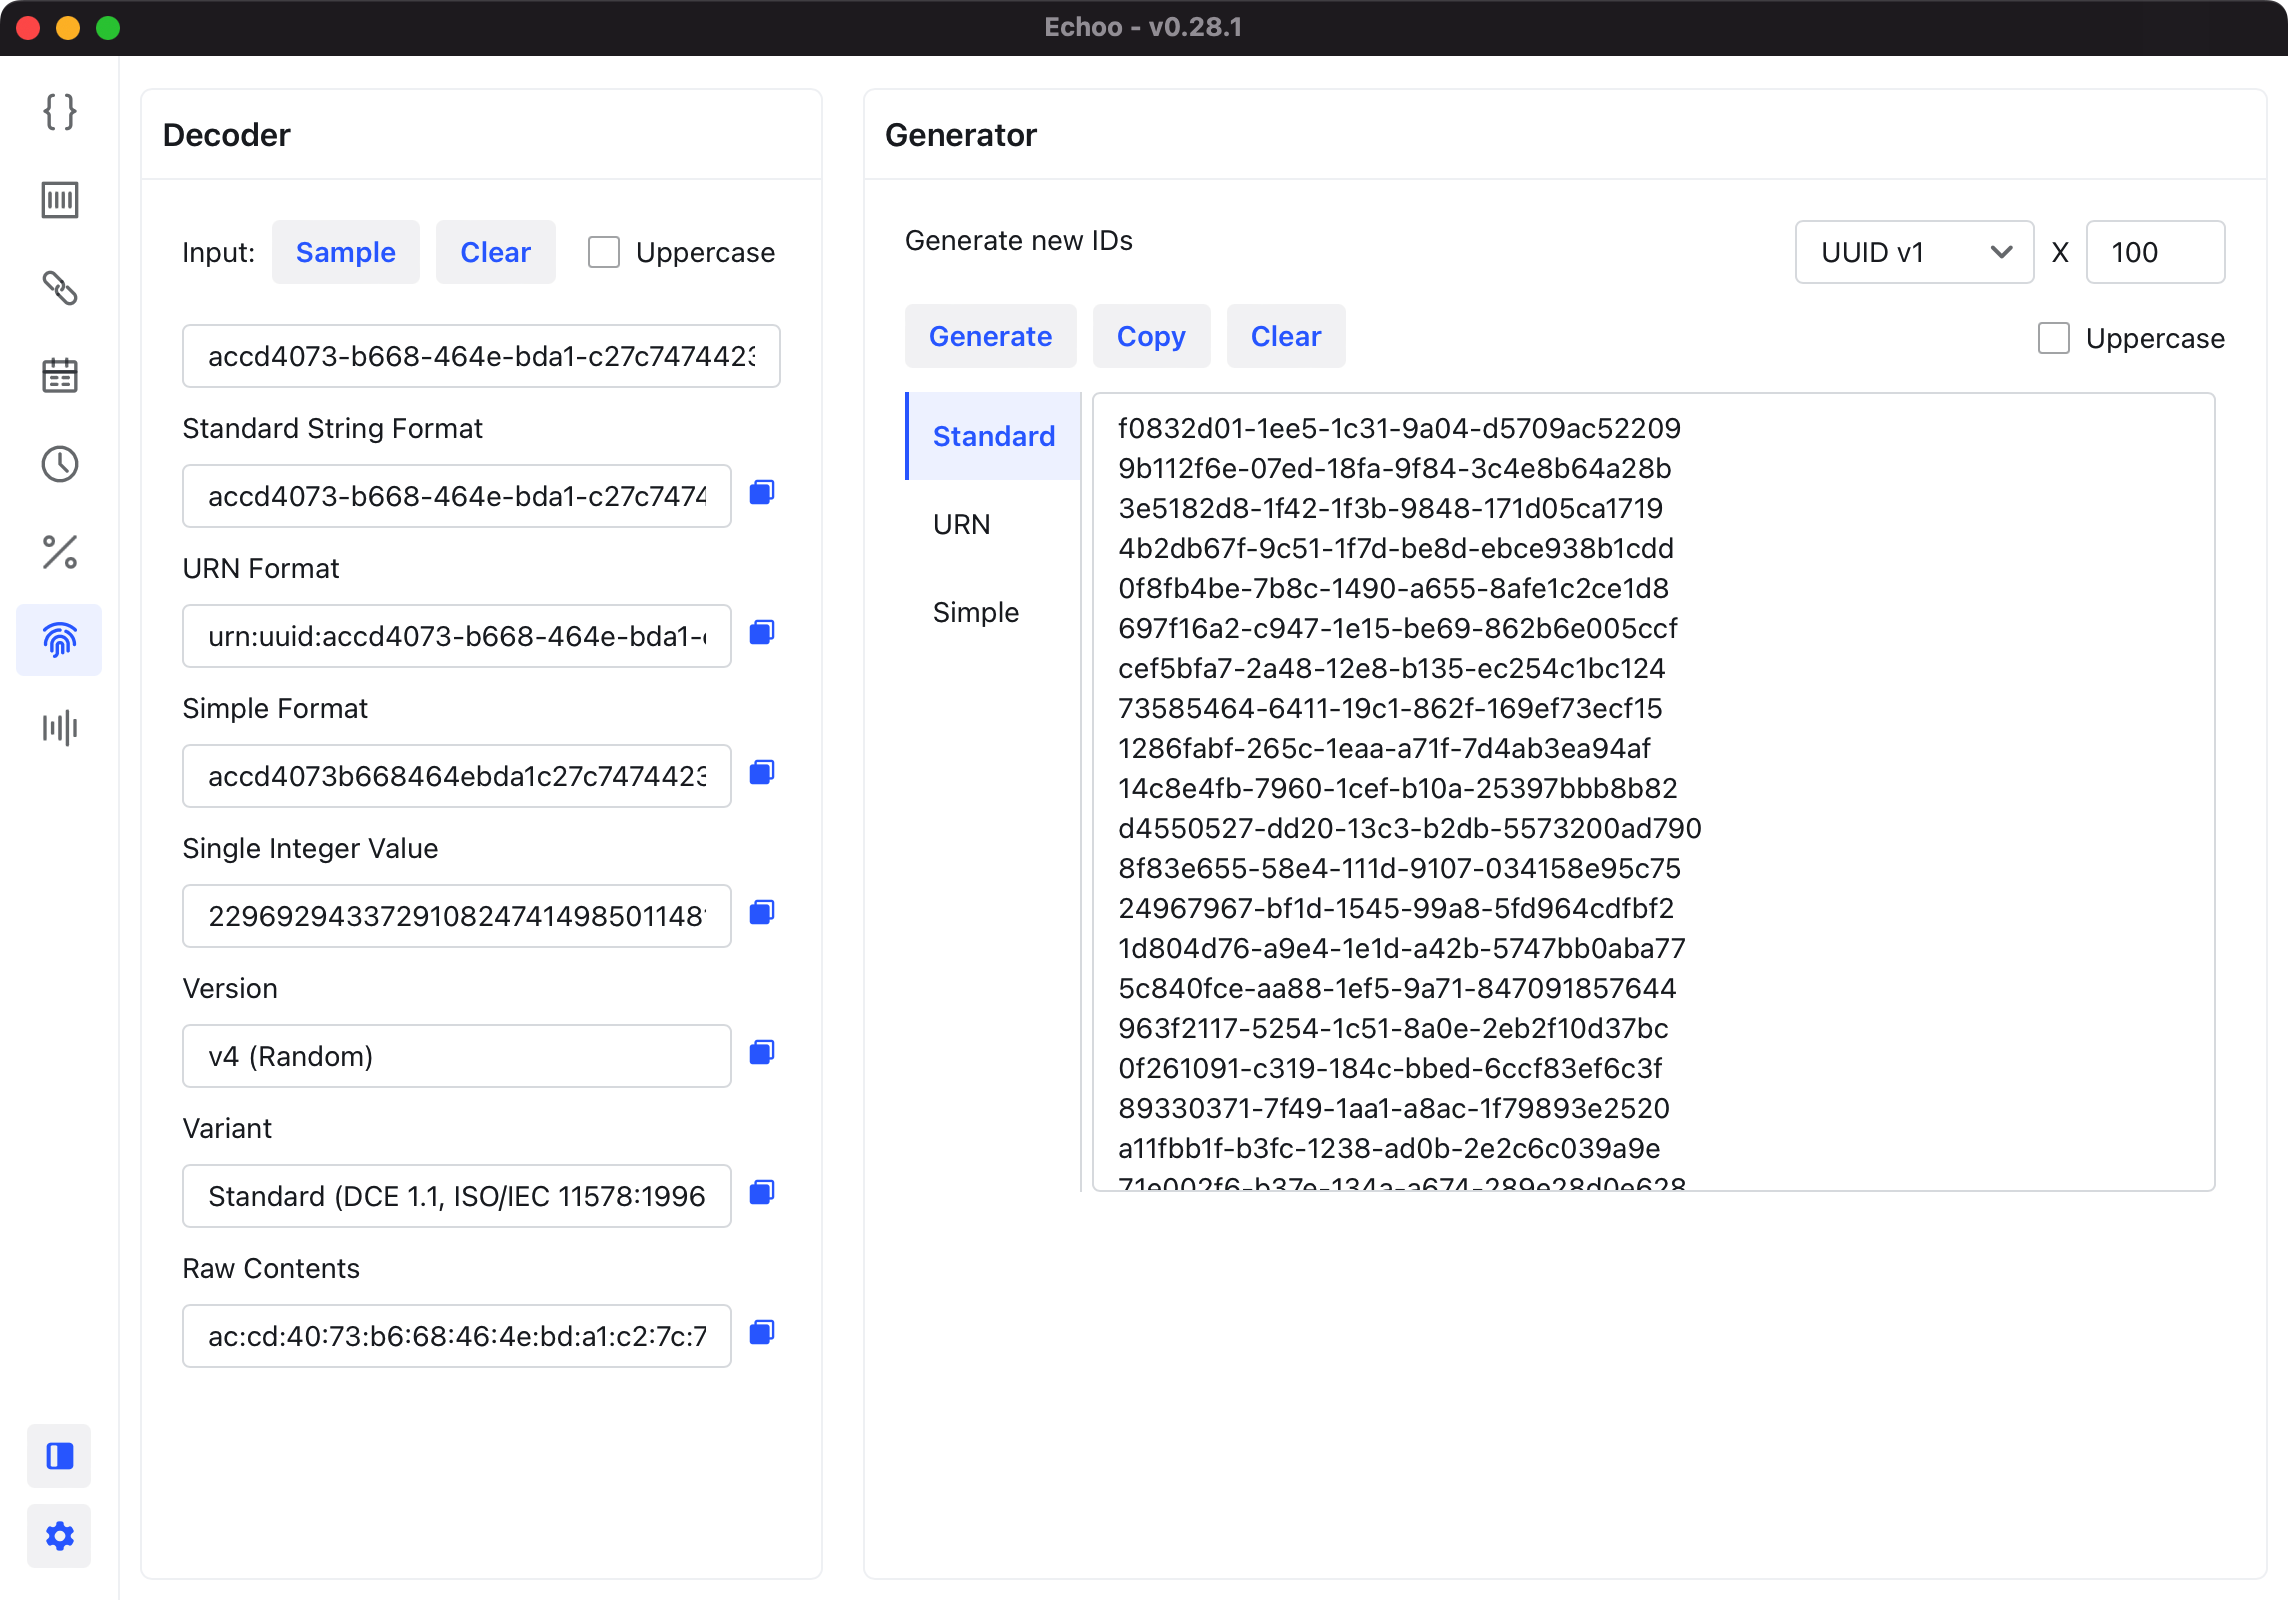 Echoo - v0.28.1
Decoder
Input:
Sample
Clear
Uppercase
accd4073-b668-464e-bda1-c27c7474423
Standard String Format
accd4073-b668-464e-bda1-c27c7474
URN Format
urn:uuid:accd4073-b668-464e-bda1-
Simple Format
accd4073b668464ebda1c27c7474423
Single Integer Value
229692943372910824741498501148
Version
v4 (Random)
Variant
Standard (DCE 1.1, ISO/IEC 11578:1996
Raw Contents
ac:cd:40:73:b6:68:46:4e:bd:a1:c2:7c:7
Generator
Generate new IDs
UUID v1
X
100
Generate
Copy
Clear
Uppercase
Standard
URN
Simple
f0832d01-1ee5-1c31-9a04-d5709ac52209
9b112f6e-07ed-18fa-9f84-3c4e8b64a28b
3e5182d8-1f42-1f3b-9848-171d05ca1719
4b2db67f-9c51-1f7d-be8d-ebce938b1cdd
0f8fb4be-7b8c-1490-a655-8afe1c2ce1d8
697f16a2-c947-1e15-be69-862b6e005ccf
cef5bfa7-2a48-12e8-b135-ec254c1bc124
73585464-6411-19c1-862f-169ef73ecf15
1286fabf-265c-1eaa-a71f-7d4ab3ea94af
14c8e4fb-7960-1cef-b10a-25397bbb8b82
d4550527-dd20-13c3-b2db-5573200ad790
8f83e655-58e4-111d-9107-034158e95c75
24967967-bf1d-1545-99a8-5fd964cdfbf2
1d804d76-a9e4-1e1d-a42b-5747bb0aba77
5c840fce-aa88-1ef5-9a71-847091857644
963f2117-5254-1c51-8a0e-2eb2f10d37bc
0f261091-c319-184c-bbed-6ccf83ef6c3f
89330371-7f49-1aa1-a8ac-1f79893e2520
a11fbb1f-b3fc-1238-ad0b-2e2c6c039a9e
71e002f6-b37e-134a-a674-289e28d0e628